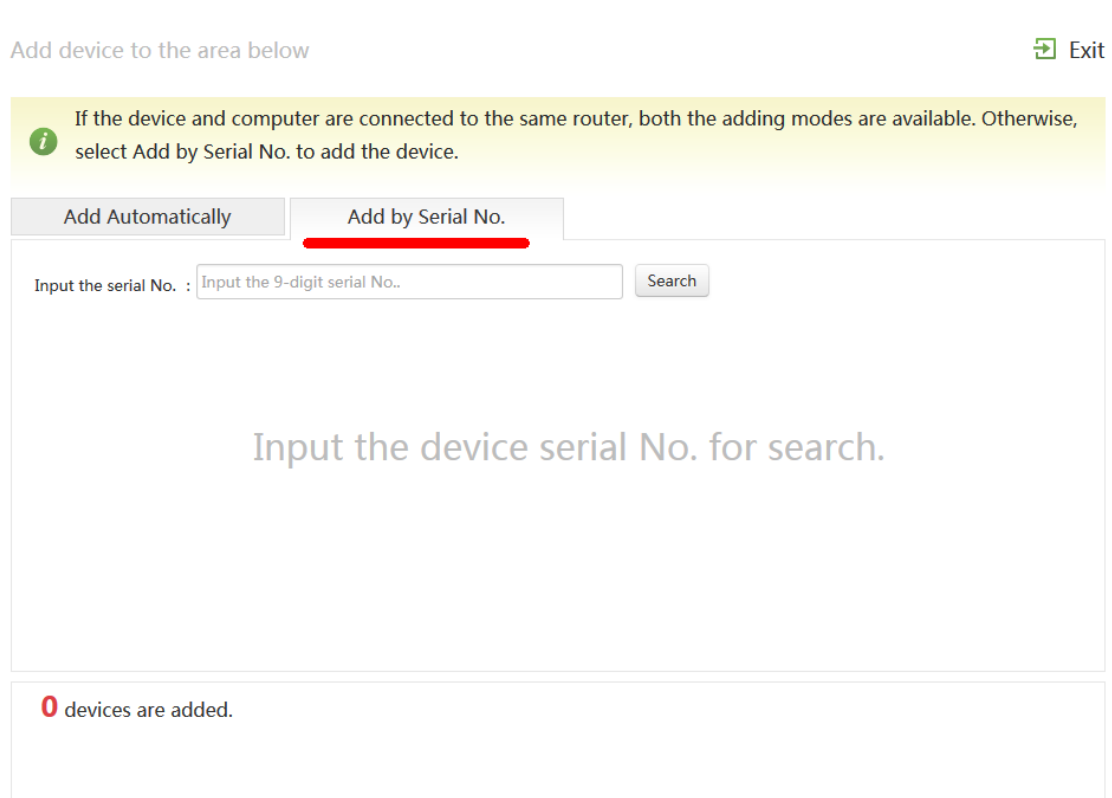 Add device to the area below
Exit
If the device and computer are connected to the same router, both the adding modes are available. Otherwise,
select Add by Serial No. to add the device.
Add Automatically
Add by Serial No.
Input the serial No. :
Input the 9-digit serial No..
Search
Input the device serial No. for search.
0 devices are added.